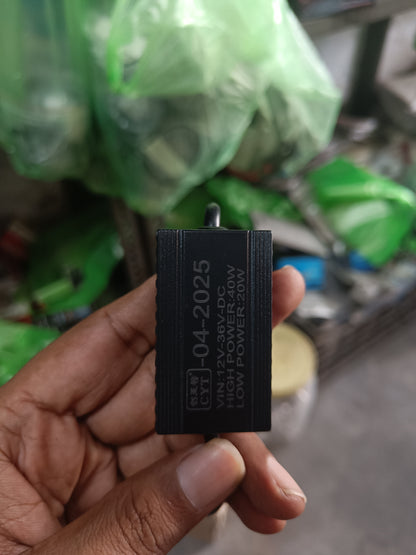 CYT
-04-2025
VIN:12V-36V-DC
HIGH POWER:40W
LOW POWER:20W